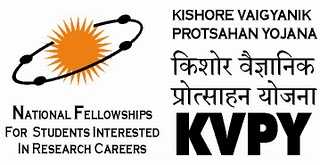 NATIONAL FELLOWSHIPS
FOR STUDENTS INTERESTED
IN RESEARCH CAREERS
KISHORE VAIGYANIK
PROTSAHAN YOJANA
किशोर वैज्ञानिक
प्रोत्साहन योजना
KVPY